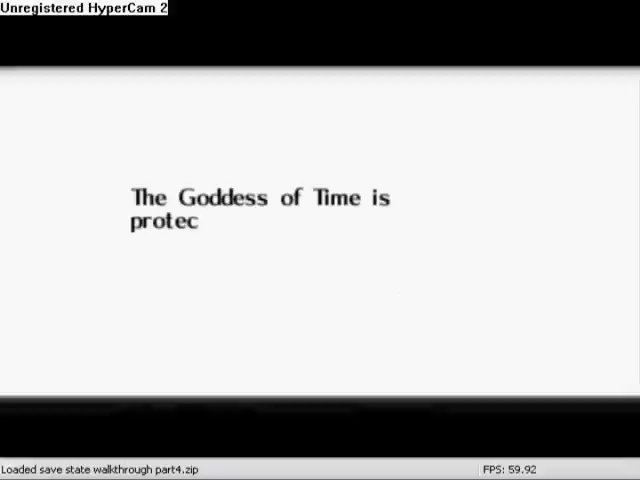 Unregistered HyperCam 2
The Goddess of Time is
protec
Loaded save state walkthrough part4.zip
FPS: 59.92